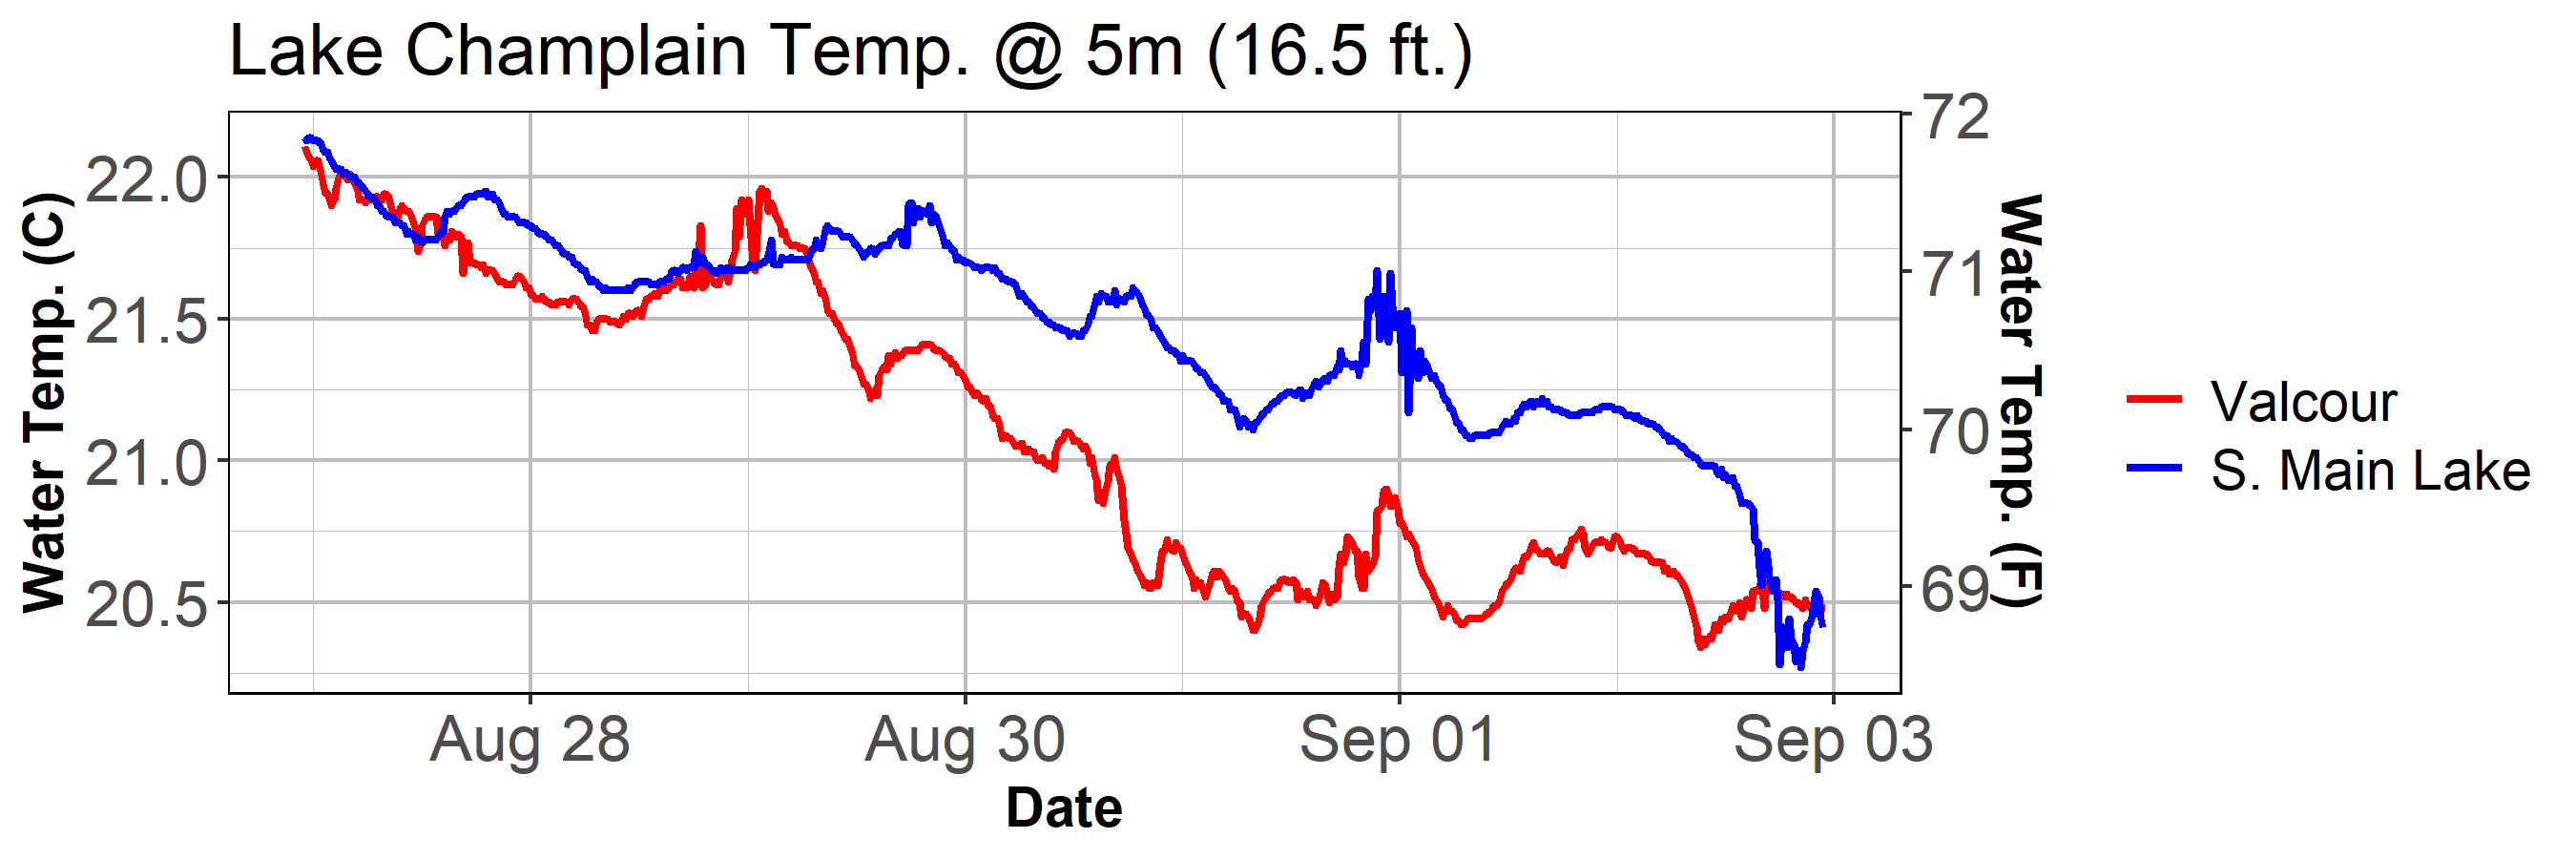 Lake Champlain Temp. @ 5m (16.5 ft.)
Water Temp. (C)
22.0
21.5
21.0
20.5
72
71
70
69
Water Temp. (F)
Aug 28
Aug 30
Sep 01
Sep 03
Date
Valcour
S. Main Lake